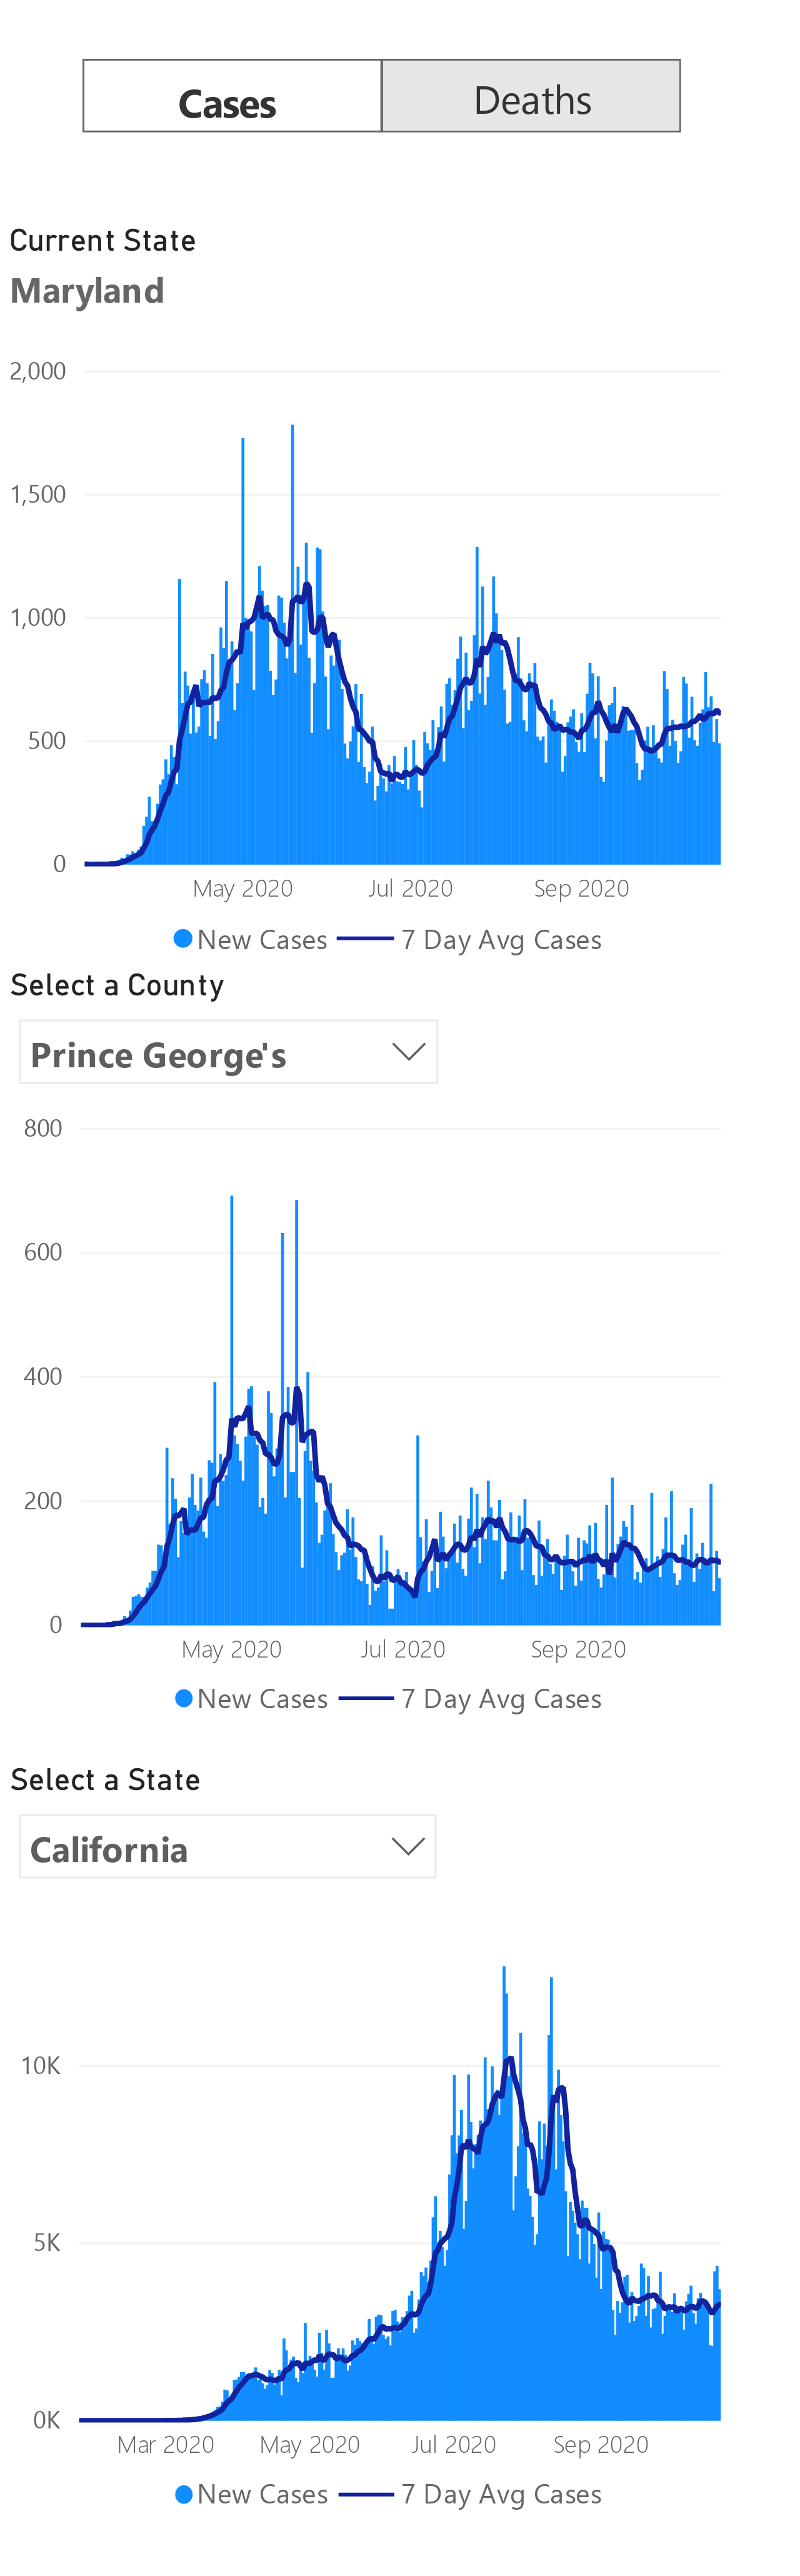 Cases Deaths
Current State
Maryland
2,000
1,500
1,000
500
0
May 2020 Jul 2020 Sep 2020
New Cases 7 Day Avg Cases
Select a County
Prince George's
800
600
400
200
0
May 2020 Jul 2020 Sep 2020
New Cases 7 Day Avg Cases
Select a State
California
10K
5K
0K
Mar 2020 May 2020 Jul 2020 Sep 2020
New Cases 7 Day Avg Cases